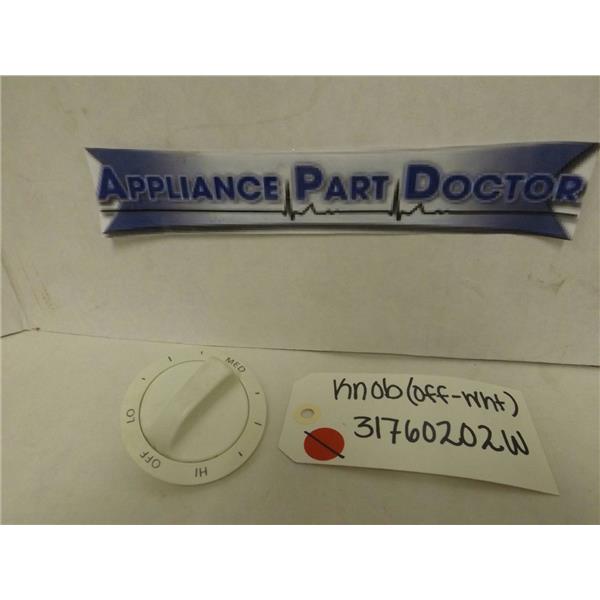 APPLIANCE PART DOCTOR
Knob (off-Wht)
31760202W
MED
LO
OFF
HI